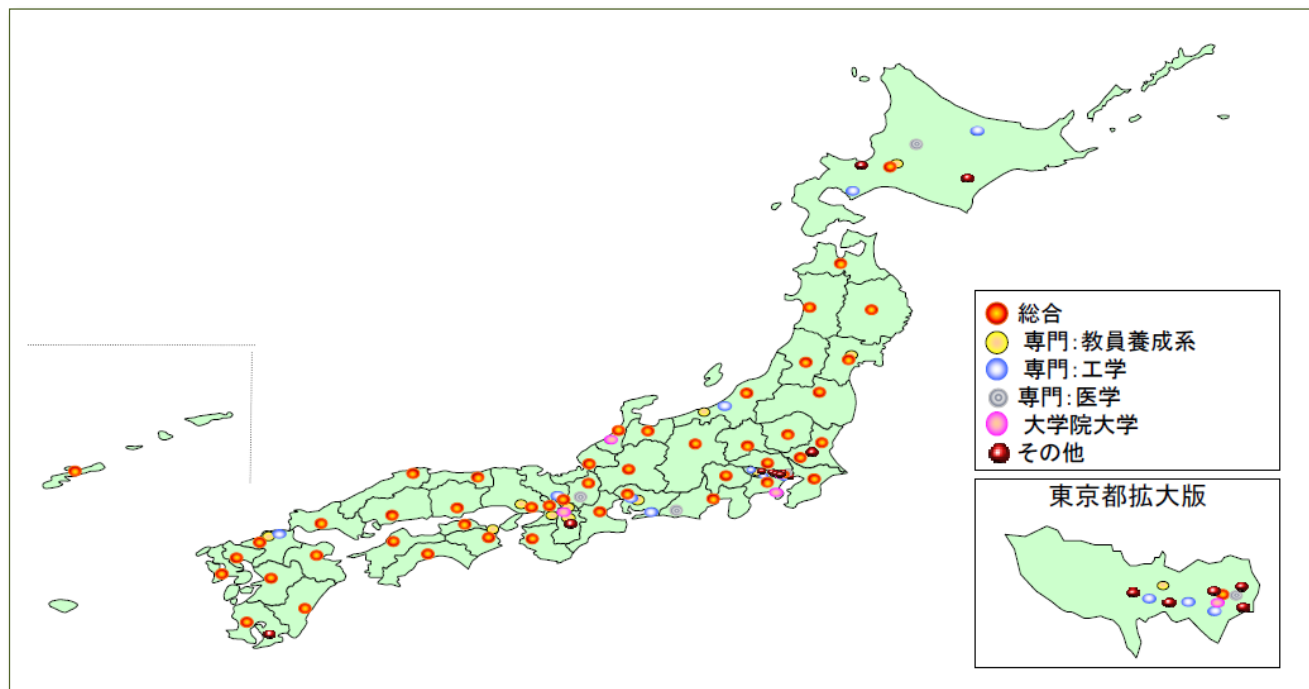 総合
専門:教員養成系
専門:工学
専門:医学
大学院大学
その他
東京都拡大版